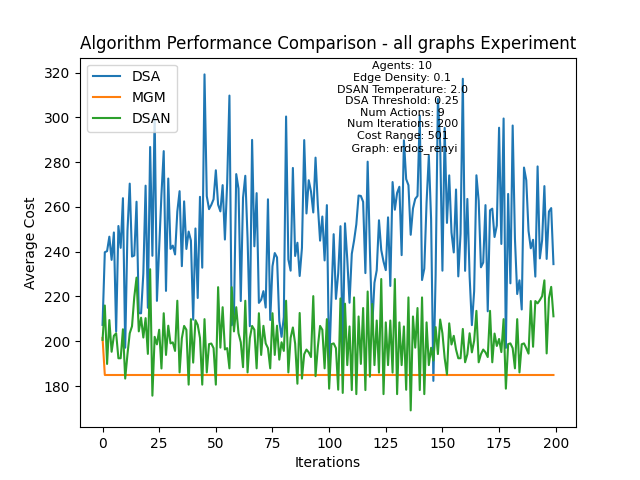 Algorithm Performance Comparison - all graphs Experiment
DSA
MGM
DSAN
Agents: 10
Edge Density: 0.1
DSAN Temperature: 2.0
DSA Threshold: 0.25
Num Actions: 9
Num Iterations: 200
Cost Range: 501
Graph: endos_renyi
Average Cost
320
300
280
260
240
220
200
180
0 25 50 75 100 125 150 175 200
Iterations